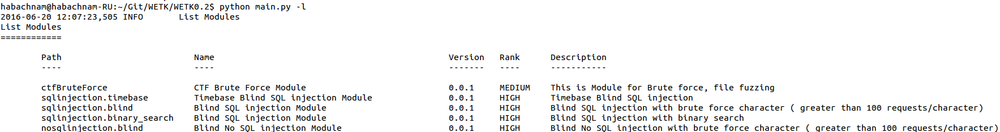 habachnam@habachnam-RU:~/Git/WETK/WETK0.2$ python main.py -l
2016-06-20 12:07:23,505 INFO       List Modules
List Modules
============
        Path                          Name                                              Version   Rank      Description
        ----                          ----                                              -------   ----      -----------
        ctfBruteForce                 CTF Brute Force Module                            0.0.1     MEDIUM    This is Module for Brute force, file fuzzing
        sqlinjection.timebase         Timebase Blind SQL injection Module               0.0.1     HIGH      Timebase Blind SQL injection
        sqlinjection.blind            Blind SQL injection Module                        0.0.1     HIGH      Blind SQL injection with brute force character ( greater than 100 requests/character)
        sqlinjection.binary_search    Blind SQL injection Module                        0.0.1     HIGH      Blind SQL injection with binary search
        nosqlinjection.blind          Blind No SQL injection Module                     0.0.1     HIGH      Blind No SQL injection with brute force character ( greater than 100 requests/character)